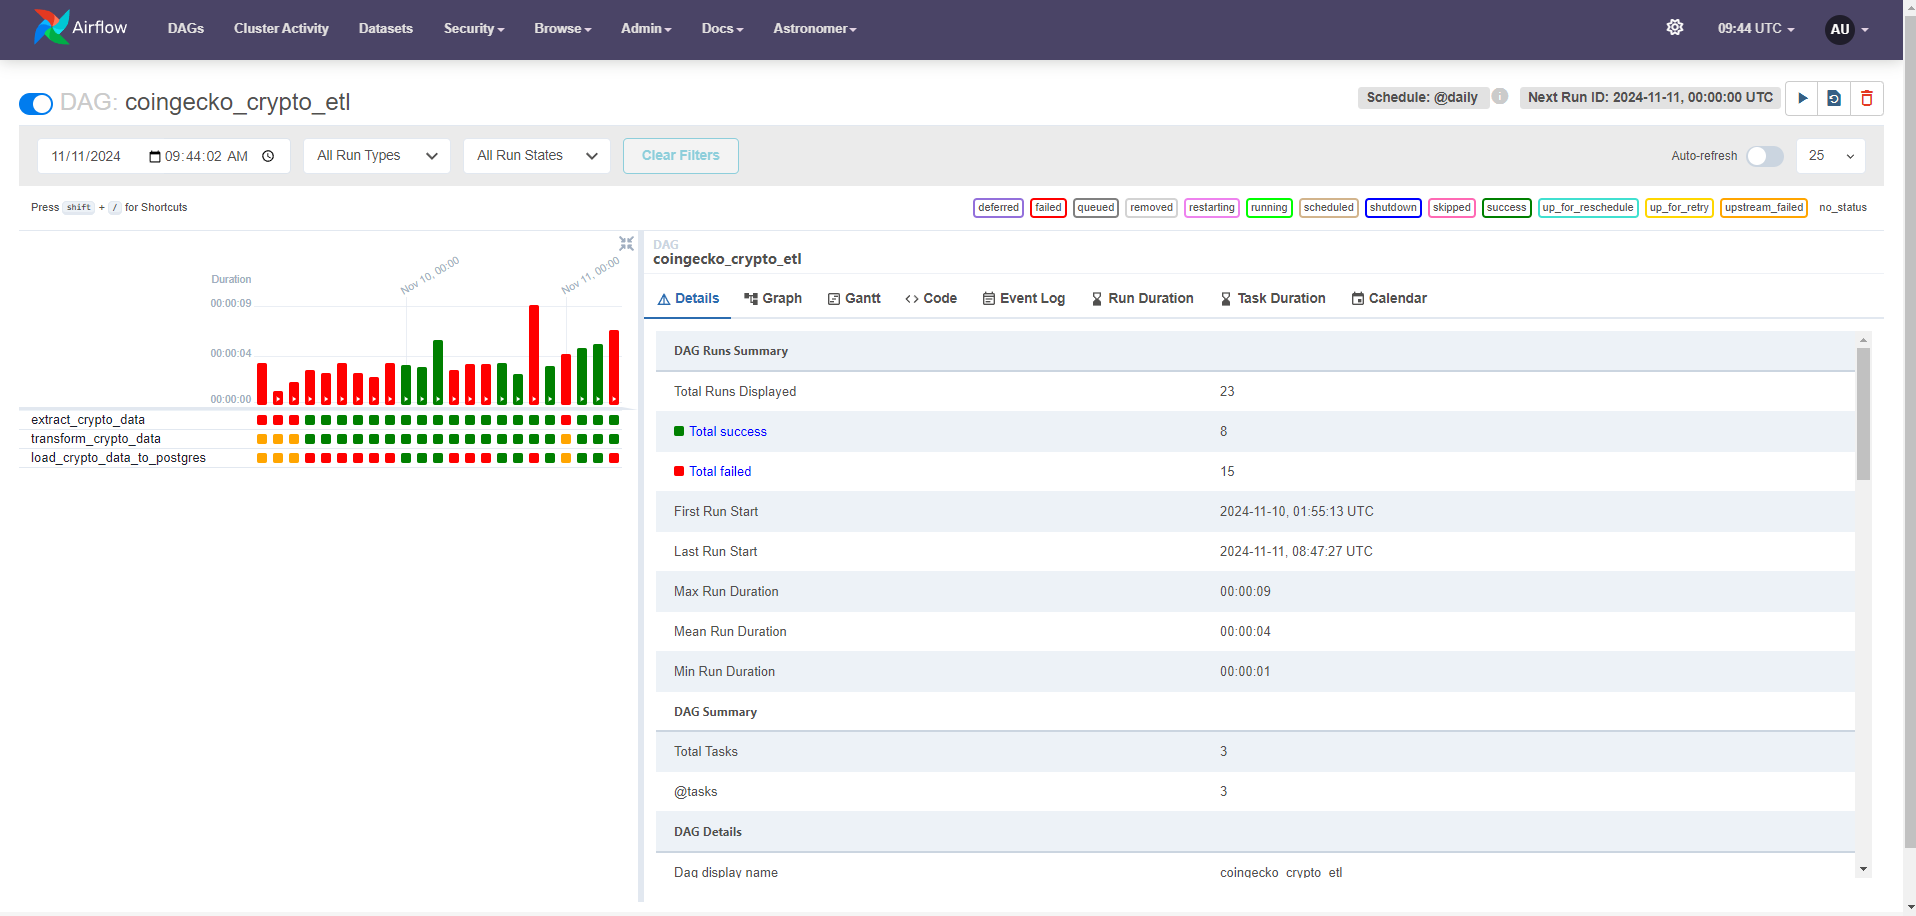 Airflow DAGs Cluster Activity Datasets Security Browse Admin Docs Astronomer 09:44 UTC AU
DAG: coingecko_crypto_etl Schedule: @daily i Next Run ID: 2024-11-11, 00:00:00 UTC
11/11/2024 09:44:02 AM All Run Types All Run States Clear Filters Auto-refresh 25
Press shift + / for Shortcuts deferred failed queued removed restarting running scheduled shutdown skipped success up_for_reschedule up_for_retry upstream_failed no_status
Duration
Nov 10, 00:00
Nov 11, 00:00
00:00:09
00:00:04
00:00:00
extract_crypto_data
transform_crypto_data
load_crypto_data_to_postgres
DAG
coingecko_crypto_etl
Details Graph Gantt Code Event Log Run Duration Task Duration Calendar
DAG Runs Summary
Total Runs Displayed 23
Total success 8
Total failed 15
First Run Start 2024-11-10, 01:55:13 UTC
Last Run Start 2024-11-11, 08:47:27 UTC
Max Run Duration 00:00:09
Mean Run Duration 00:00:04
Min Run Duration 00:00:01
DAG Summary
Total Tasks 3
@tasks 3
DAG Details
Dag display name coingecko_crypto_etl